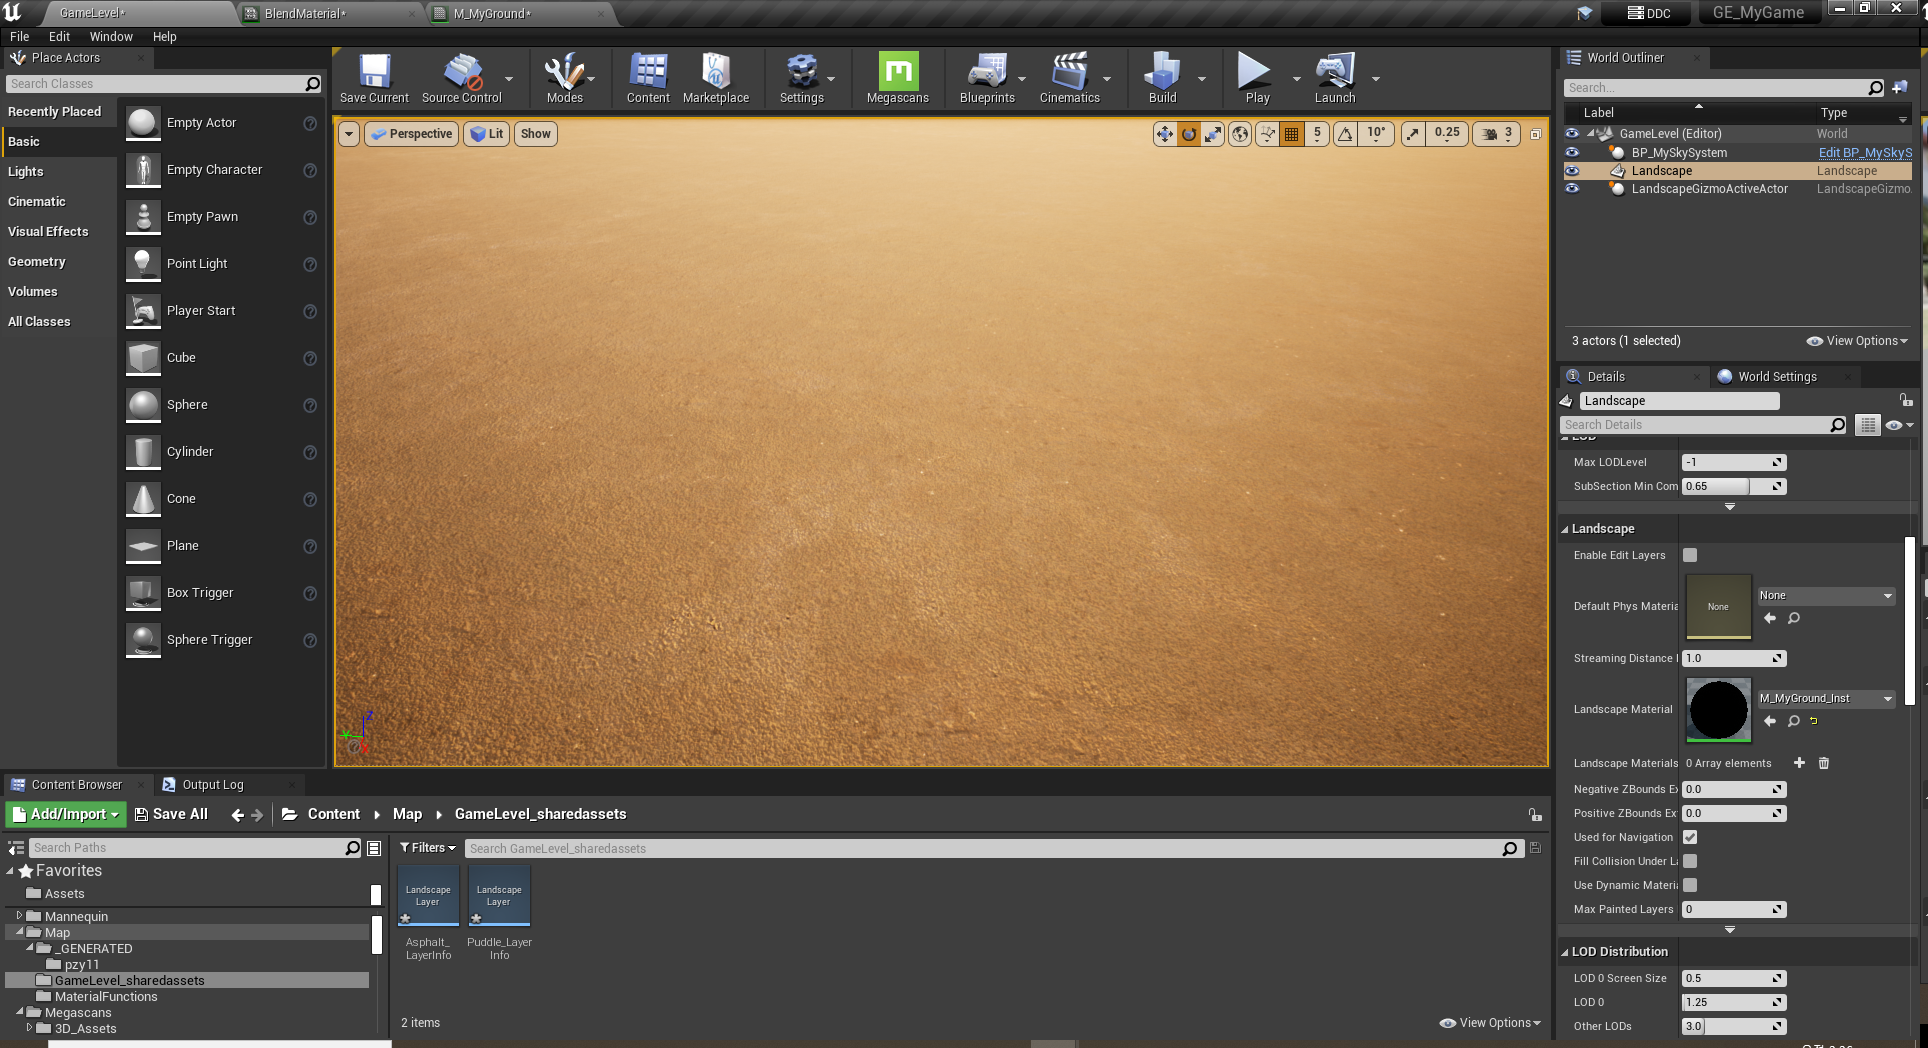 GameLevel*
BlendMaterial*
M_MyGround*
DDC
GE_MyGame
File
Edit
Window
Help
Place Actors
Search Classes
Recently Placed
Basic
Lights
Cinematic
Visual Effects
Geometry
Volumes
All Classes
Empty Actor
Empty Character
Empty Pawn
Point Light
Player Start
Cube
Sphere
Cylinder
Cone
Plane
Box Trigger
Sphere Trigger
Save Current
Source Control
Modes
Content
Marketplace
Settings
Megascans
Blueprints
Cinematics
Build
Play
Launch
Perspective
Lit
Show
5
10°
0.25
3
Z
Y
X
World Outliner
Search...
Label
Type
GameLevel (Editor)
World
BP_MySkySystem
Edit BP_MySkyS
Landscape
Landscape
LandscapeGizmoActiveActor
LandscapeGizmo
3 actors (1 selected)
View Options
Details
World Settings
Landscape
Search Details
LOD
Max LODLevel
-1
SubSection Min Com
0.65
Landscape
Enable Edit Layers
Default Phys Materia
None
None
Streaming Distance
1.0
Landscape Material
M_MyGround_Inst
Landscape Materials
0 Array elements
Negative ZBounds Ex
0.0
Positive ZBounds Ex
0.0
Used for Navigation
Fill Collision Under La
Use Dynamic Materia
Max Painted Layers
0
LOD Distribution
LOD 0 Screen Size
0.5
LOD 0
1.25
Other LODs
3.0
Content Browser
Output Log
Add/Import
Save All
Content
Map
GameLevel_sharedassets
Search Paths
Favorites
Assets
Mannequin
Map
_GENERATED
pzy11
GameLevel_sharedassets
MaterialFunctions
Megascans
3D_Assets
Filters
Search GameLevel_sharedassets
Landscape
Layer
Asphalt_
LayerInfo
Landscape
Layer
Puddle_Layer
Info
2 items
View Options